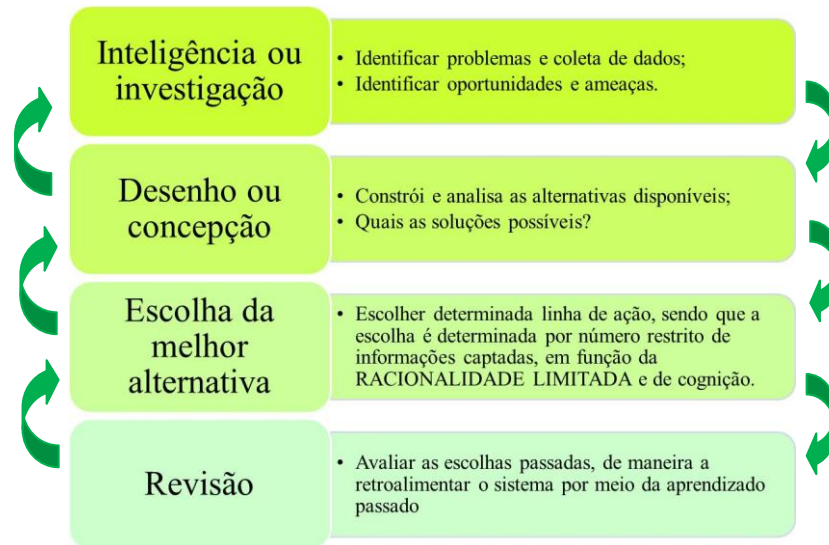 Inteligência ou
investigação
• Identificar problemas e coleta de dados;
• Identificar oportunidades e ameaças.
Desenho ou
concepção
• Constrói e analisa as alternativas disponíveis;
• Quais as soluções possíveis?
Escolha da
melhor
alternativa
• Escolher determinada linha de ação, sendo que a
escolha é determinada por número restrito de
informações captadas, em função da
RACIONALIDADE LIMITADA e de cognição.
Revisão
• Avaliar as escolhas passadas, de maneira a
retroalimentar o sistema por meio da aprendizado
passado